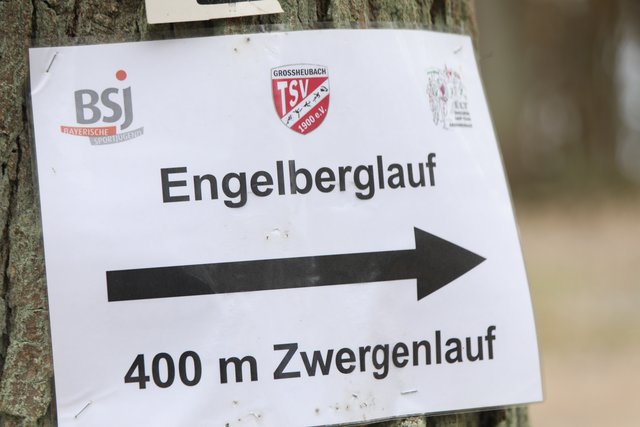 BSJ
BAYERISCHE
SPORTJUGEND
GROSSHEUBACH
TSV
1900 e.V.
Engelberglauf
400 m Zwergenlauf